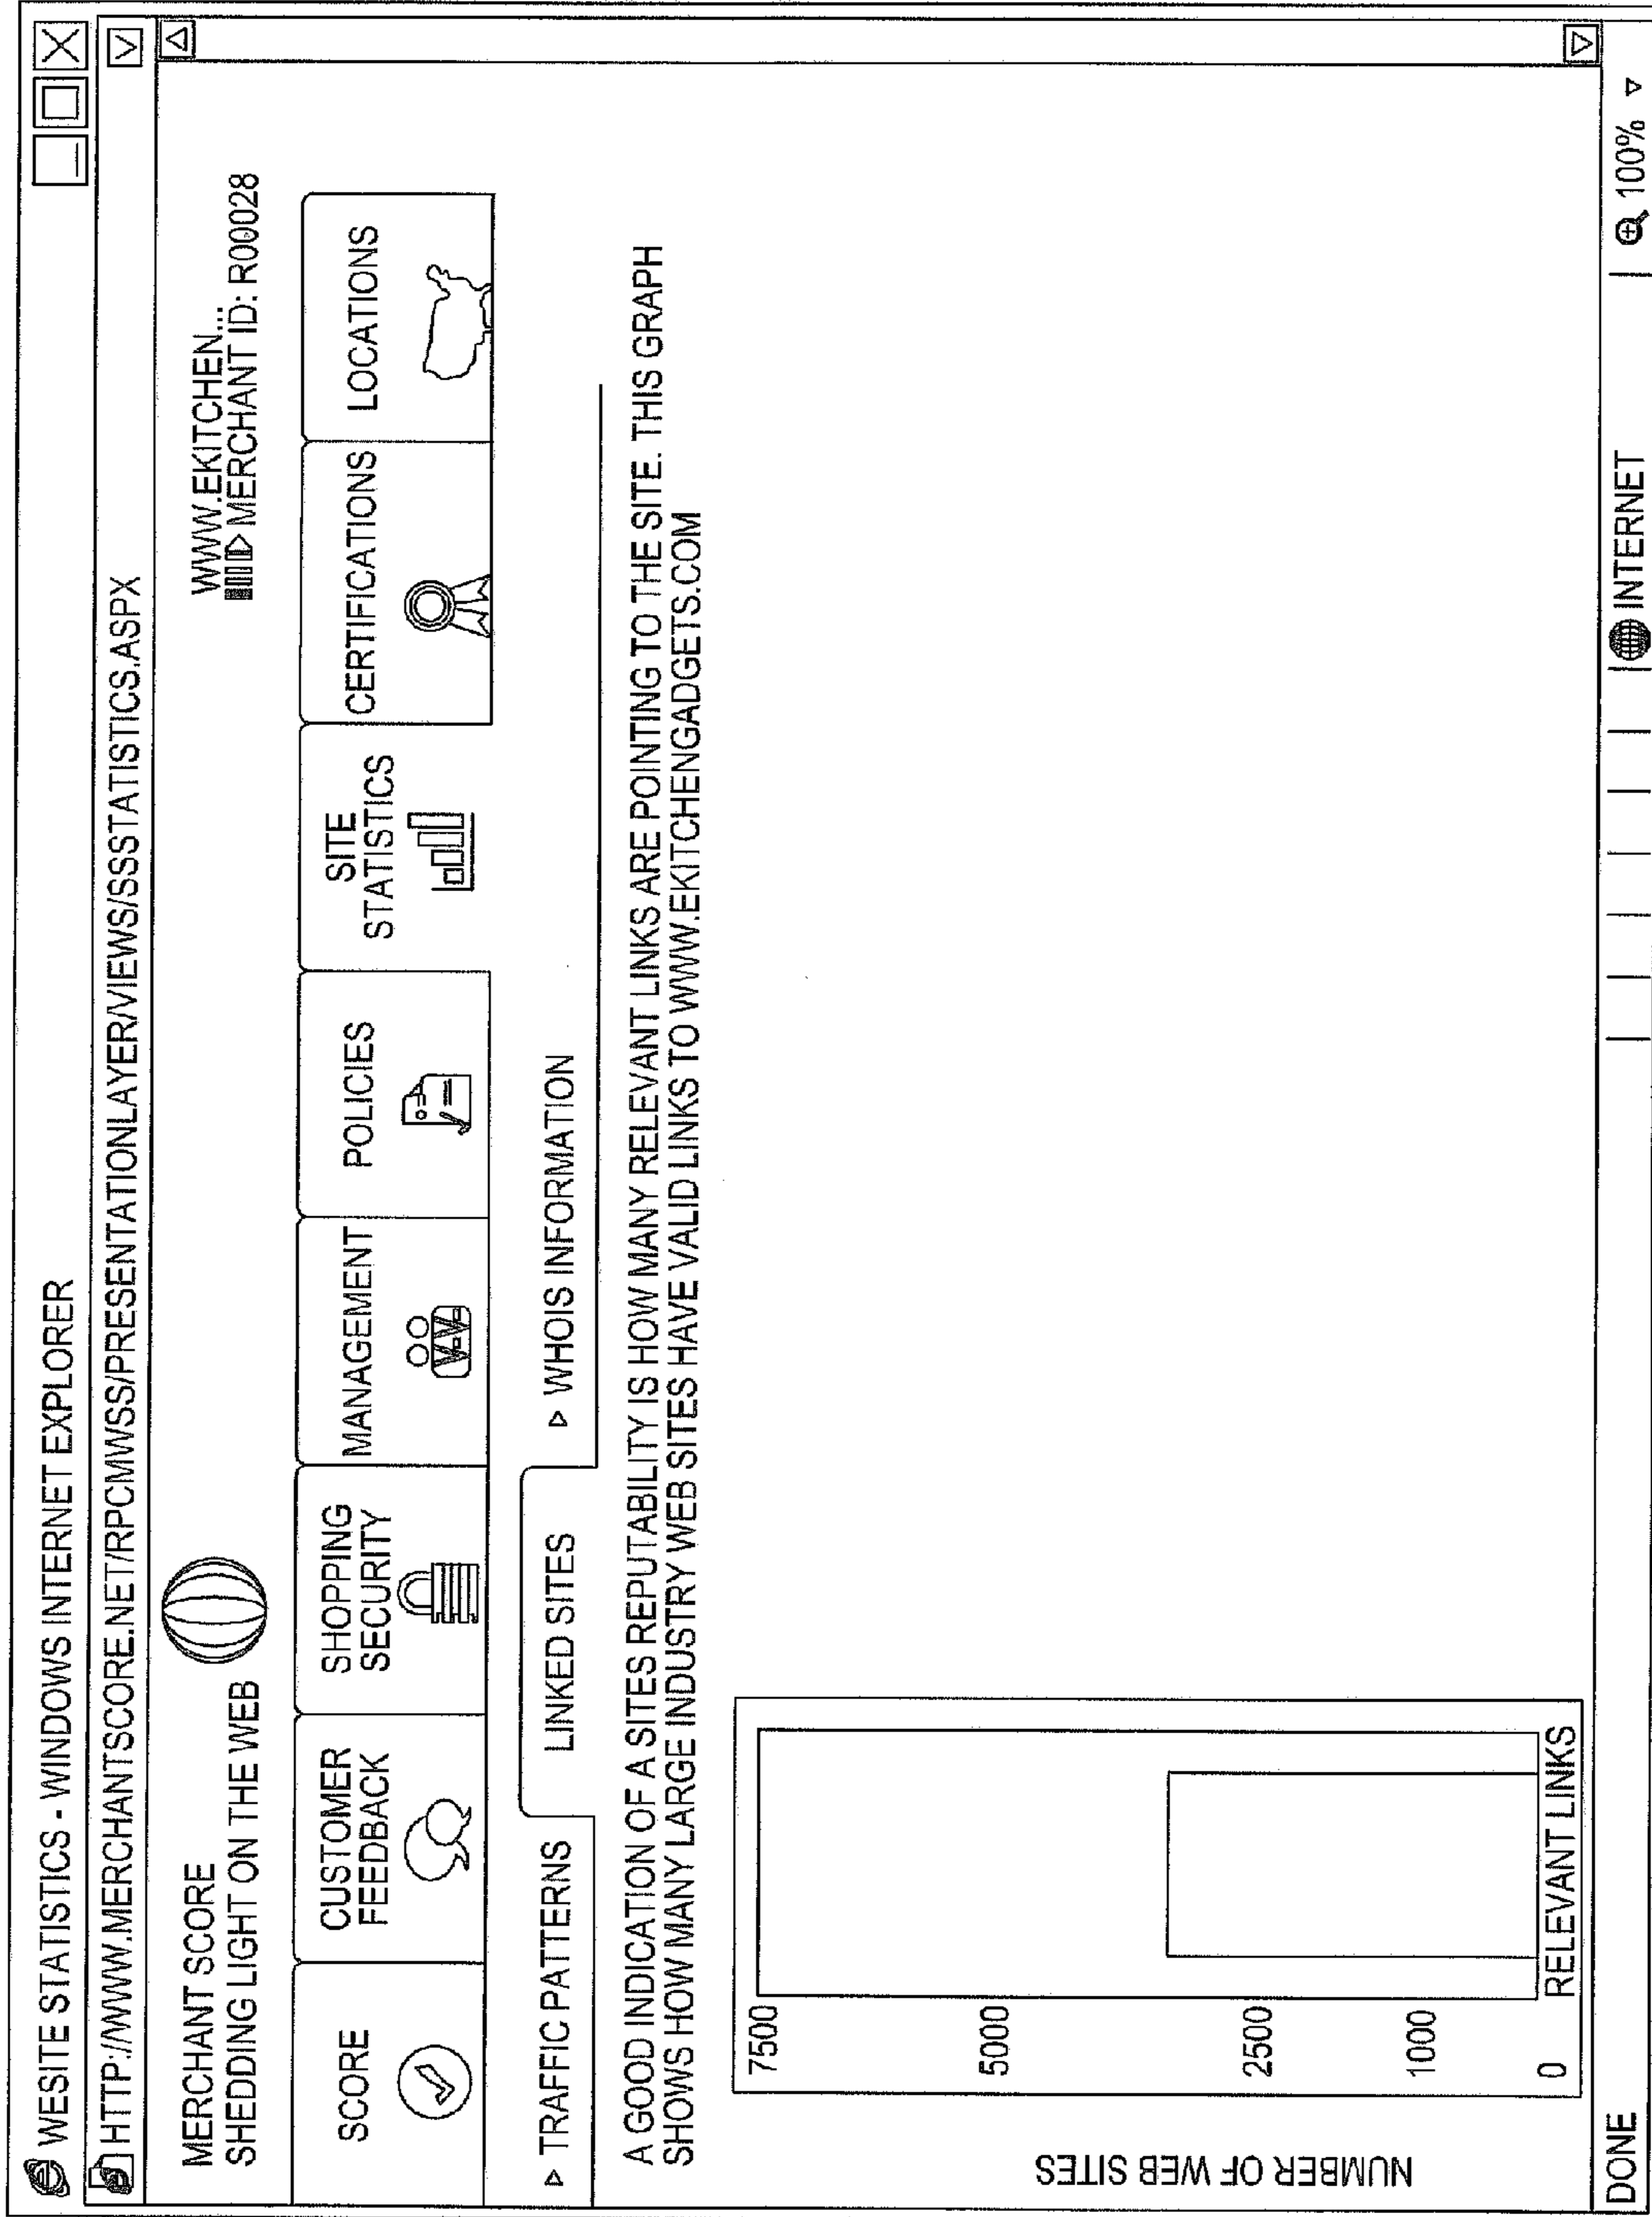 WESITE STATISTICS - WINDOWS INTERNET EXPLORER
HTTP://WWW.MERCHANTSCORE.NET/RPCMWSS/PRESENTATIONLAYER/VIEWS/SSSTATISTICS.ASPX
MERCHANT SCORE
SHEDDING LIGHT ON THE WEB
WWW.EKITCHEN...
MERCHANT ID: R00028
SCORE
CUSTOMER
FEEDBACK
SHOPPING
SECURITY
MANAGEMENT
POLICIES
SITE
STATISTICS
CERTIFICATIONS
LOCATIONS
TRAFFIC PATTERNS
LINKED SITES
WHOIS INFORMATION
A GOOD INDICATION OF A SITES REPUTABILITY IS HOW MANY RELEVANT LINKS ARE POINTING TO THE SITE. THIS GRAPH
SHOWS HOW MANY LARGE INDUSTRY WEB SITES HAVE VALID LINKS TO WWW.EKITCHENGADGETS.COM
NUMBER OF WEB SITES
7500
5000
2500
1000
0
RELEVANT LINKS
DONE
INTERNET
100%